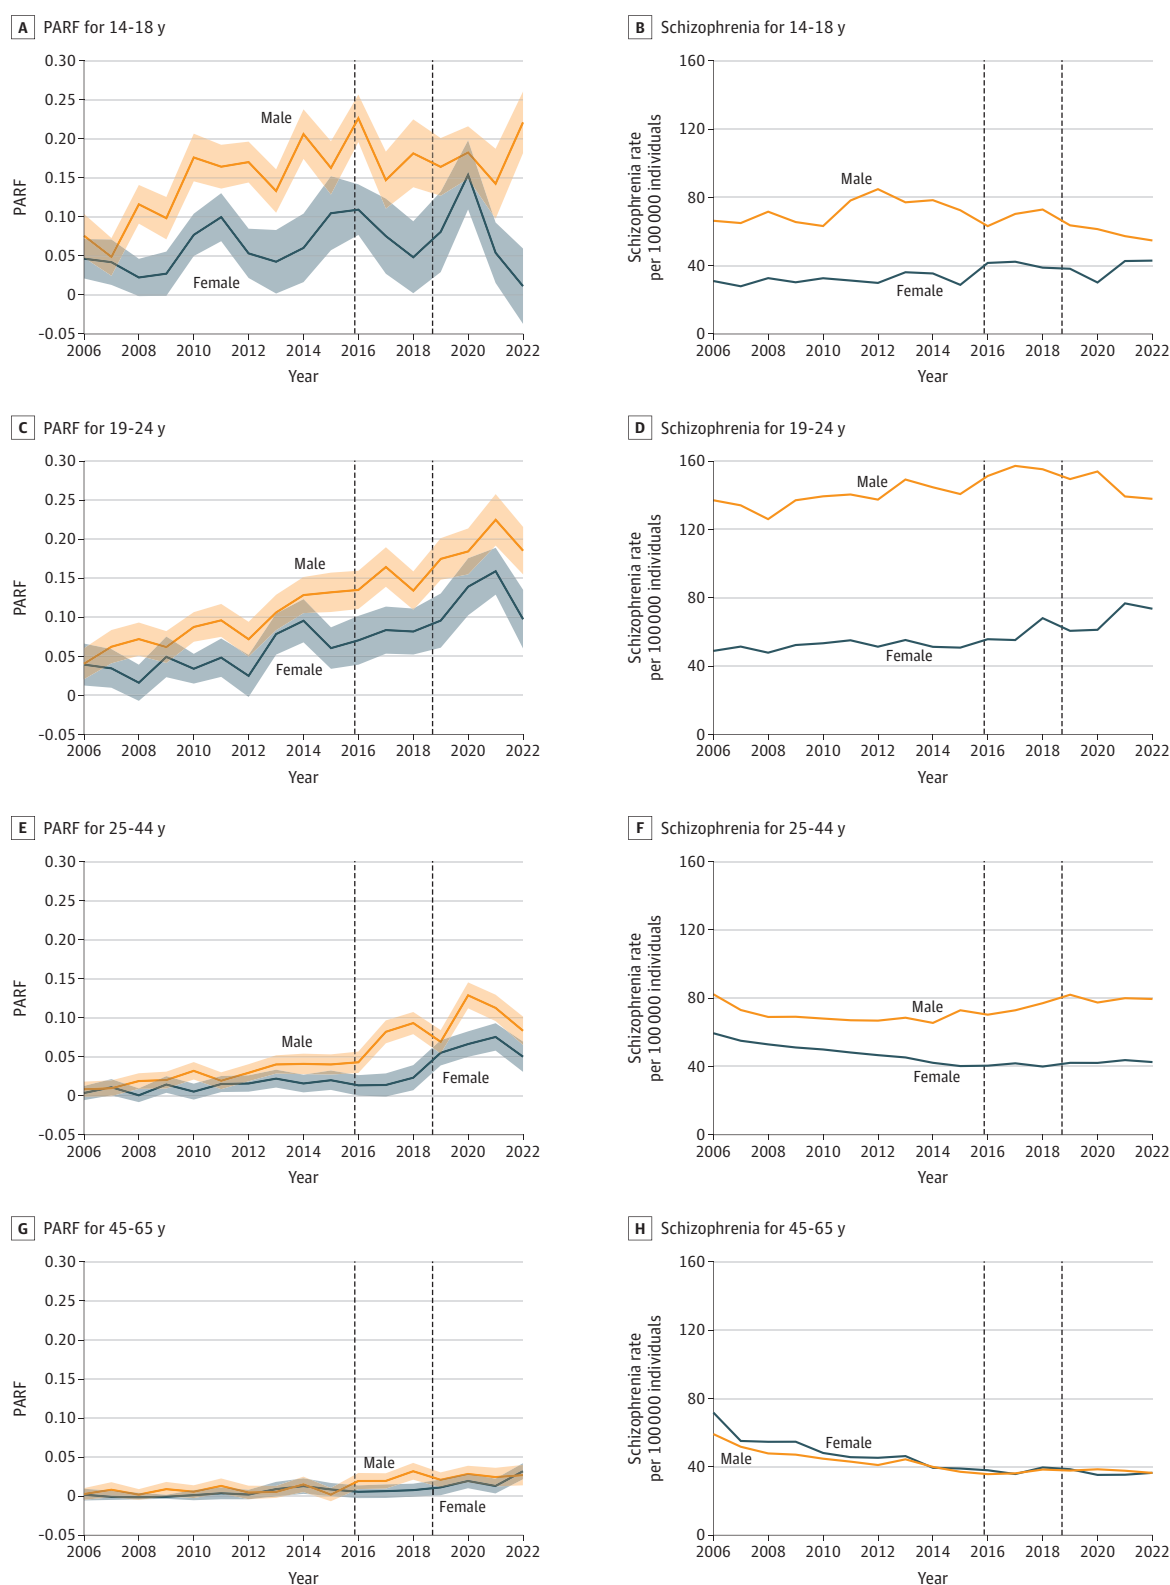 A PARF for 14-18 y
0.30
0.25
0.20
0.15
0.10
0.05
0
-0.05
PARF
Male
Female
2006 2008 2010 2012 2014 2016 2018 2020 2022
Year
B Schizophrenia for 14-18 y
160
120
80
40
0
Schizophrenia rate
per 100 000 individuals
Male
Female
2006 2008 2010 2012 2014 2016 2018 2020 2022
Year
C PARF for 19-24 y
0.30
0.25
0.20
0.15
0.10
0.05
0
-0.05
PARF
Male
Female
2006 2008 2010 2012 2014 2016 2018 2020 2022
Year
D Schizophrenia for 19-24 y
160
120
80
40
0
Schizophrenia rate
per 100 000 individuals
Male
Female
2006 2008 2010 2012 2014 2016 2018 2020 2022
Year
E PARF for 25-44 y
0.30
0.25
0.20
0.15
0.10
0.05
0
-0.05
PARF
Male
Female
2006 2008 2010 2012 2014 2016 2018 2020 2022
Year
F Schizophrenia for 25-44 y
160
120
80
40
0
Schizophrenia rate
per 100 000 individuals
Male
Female
2006 2008 2010 2012 2014 2016 2018 2020 2022
Year
G PARF for 45-65 y
0.30
0.25
0.20
0.15
0.10
0.05
0
-0.05
PARF
Male
Female
2006 2008 2010 2012 2014 2016 2018 2020 2022
Year
H Schizophrenia for 45-65 y
160
120
80
40
0
Schizophrenia rate
per 100 000 individuals
Female
Male
2006 2008 2010 2012 2014 2016 2018 2020 2022
Year